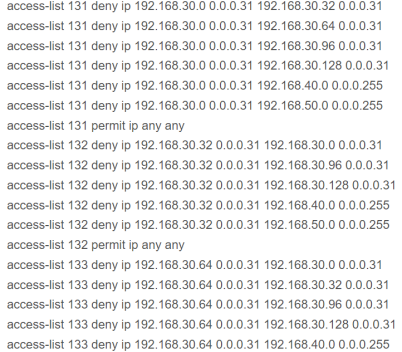 access-list 131 deny ip 192.168.30.0 0.0.0.31 192.168.30.32 0.0.0.31
access-list 131 deny ip 192.168.30.0 0.0.0.31 192.168.30.64 0.0.0.31
access-list 131 deny ip 192.168.30.0 0.0.0.31 192.168.30.96 0.0.0.31
access-list 131 deny ip 192.168.30.0 0.0.0.31 192.168.30.128 0.0.0.31
access-list 131 deny ip 192.168.30.0 0.0.0.31 192.168.40.0 0.0.0.255
access-list 131 deny ip 192.168.30.0 0.0.0.31 192.168.50.0 0.0.0.255
access-list 131 permit ip any any
access-list 132 deny ip 192.168.30.32 0.0.0.31 192.168.30.0 0.0.0.31
access-list 132 deny ip 192.168.30.32 0.0.0.31 192.168.30.96 0.0.0.31
access-list 132 deny ip 192.168.30.32 0.0.0.31 192.168.30.128 0.0.0.31
access-list 132 deny ip 192.168.30.32 0.0.0.31 192.168.40.0 0.0.0.255
access-list 132 deny ip 192.168.30.32 0.0.0.31 192.168.50.0 0.0.0.255
access-list 132 permit ip any any
access-list 133 deny ip 192.168.30.64 0.0.0.31 192.168.30.0 0.0.0.31
access-list 133 deny ip 192.168.30.64 0.0.0.31 192.168.30.32 0.0.0.31
access-list 133 deny ip 192.168.30.64 0.0.0.31 192.168.30.96 0.0.0.31
access-list 133 deny ip 192.168.30.64 0.0.0.31 192.168.30.128 0.0.0.31
access-list 133 deny ip 192.168.30.64 0.0.0.31 192.168.40.0 0.0.0.255